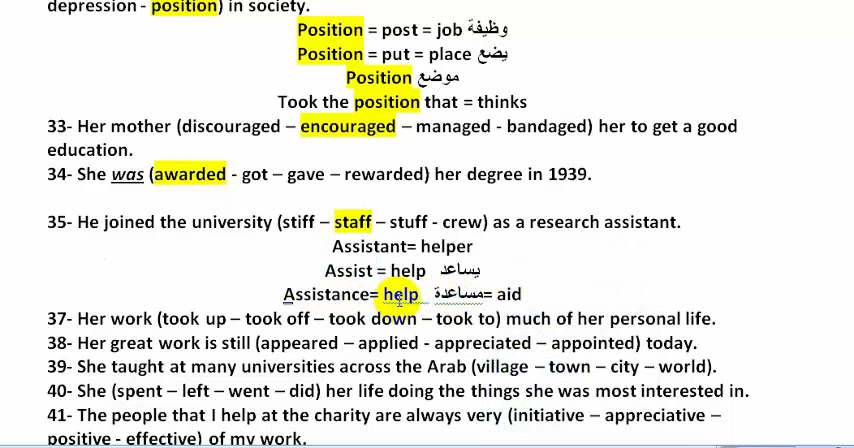 depression - position) in society.
Position = post = job وظيفة
Position = put = place يضع
Position موضع
Took the position that = thinks
33- Her mother (discouraged – encouraged – managed - bandaged) her to get a good
education.
34- She was (awarded - got – gave – rewarded) her degree in 1939.
35- He joined the university (stiff – staff – stuff - crew) as a research assistant.
Assistant= helper
Assist = help يساعد
Assistance= help مساعدة= aid
37- Her work (took up – took off – took down – took to) much of her personal life.
38- Her great work is still (appeared – applied - appreciated – appointed) today.
39- She taught at many universities across the Arab (village – town – city – world).
40- She (spent – left – went – did) her life doing the things she was most interested in.
41- The people that I help at the charity are always very (initiative – appreciative –
positive - effective) of my work.